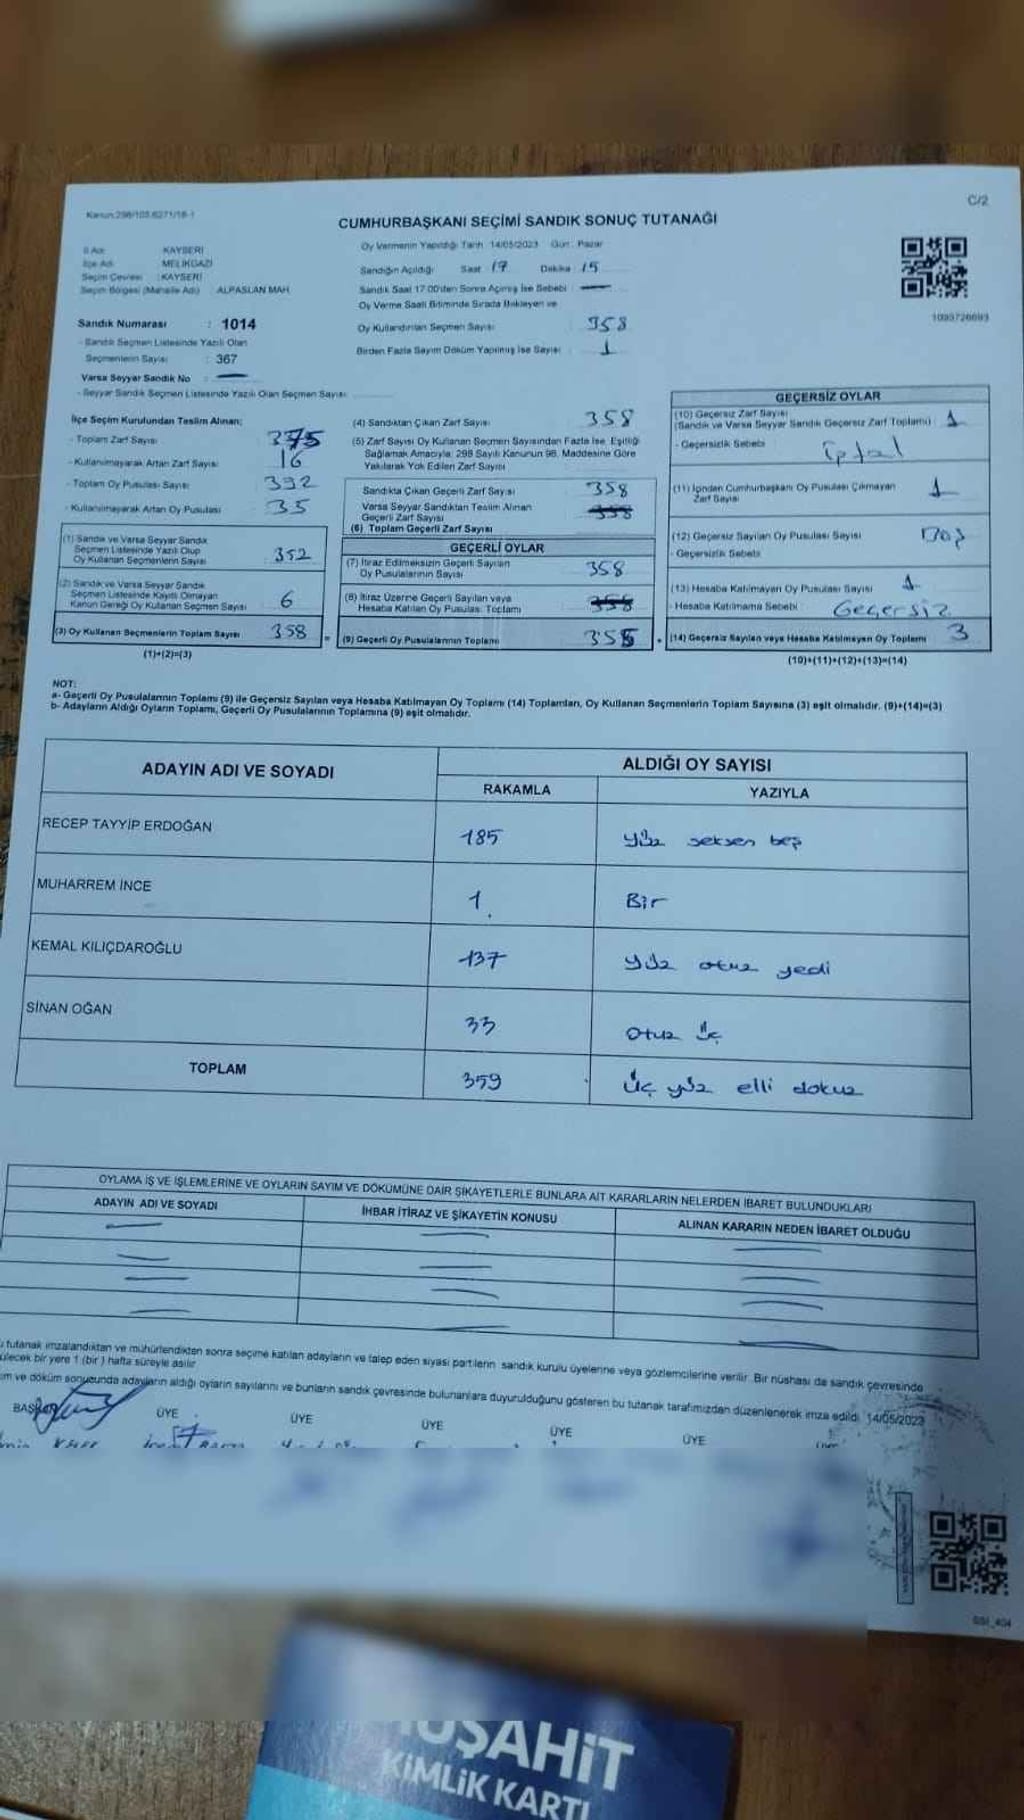 Kanun:298/105,6271/18-1
C/2
CUMHURBAŞKANI SEÇİMİ SANDIK SONUÇ TUTANAĞI
İl Adı : KAYSERİ
İlçe Adı : MELİKGAZİ
Seçim Çevresi : KAYSERİ
Seçim Bölgesi (Mahalle Adı) : ALPASLAN MAH.
Oy Vermenin Yapıldığı Tarih 14/05/2023 Gün : Pazar
Sandığın Açıldığı Saat 17 Dakika 15
Sandık Saat 17:00'den Sonra Açılmış İse Sebebi : —
Oy Verme Saati Bitiminde Sırada Bekleyen ve
Oy Kullandırılan Seçmen Sayısı : 358
Birden Fazla Sayım Döküm Yapılmış İse Sayısı : 1
1095726693
Sandık Numarası : 1014
- Sandık Seçmen Listesinde Yazılı Olan
Seçmenlerin Sayısı : 367
Varsa Seyyar Sandık No : —
- Seyyar Sandık Seçmen Listesinde Yazılı Olan Seçmen Sayısı
İlçe Seçim Kurulundan Teslim Alınan;
- Toplam Zarf Sayısı 375
- Kullanılmayarak Artan Zarf Sayısı 16
- Toplam Oy Pusulası Sayısı 392
- Kullanılmayarak Artan Oy Pusulası 35
(1) Sandık ve Varsa Seyyar Sandık
Seçmen Listesinde Yazılı Olup
Oy Kullanan Seçmenlerin Sayısı 352
(2) Sandık ve Varsa Seyyar Sandık
Seçmen Listesinde Kayıtlı Olmayan
Kanun Gereği Oy Kullanan Seçmen Sayısı 6
(3) Oy Kullanan Seçmenlerin Toplam Sayısı 358
(1)+(2)=(3)
(4) Sandıktan Çıkan Zarf Sayısı 358
(5) Zarf Sayısı Oy Kullanan Seçmen Sayısından Fazla İse, Eşitliği
Sağlamak Amacıyla, 298 Sayılı Kanunun 98. Maddesine Göre
Yakılarak Yok Edilen Zarf Sayısı
Sandıkta Çıkan Geçerli Zarf Sayısı 358
Varsa Seyyar Sandıktan Teslim Alınan
Geçerli Zarf Sayısı 358
(6) Toplam Geçerli Zarf Sayısı
GEÇERLİ OYLAR
(7) İtiraz Edilmeksizin Geçerli Sayılan
Oy Pusulalarının Sayısı 358
(8) İtiraz Üzerine Geçerli Sayılan veya
Hesaba Katılan Oy Pusulası Toplamı 358
(9) Geçerli Oy Pusulalarının Toplamı 355
GEÇERSİZ OYLAR
(10) Geçersiz Zarf Sayısı
(Sandık ve Varsa Seyyar Sandık Geçersiz Zarf Toplamı) 1
- Geçersizlik Sebebi iptal
(11) İçinden Cumhurbaşkanı Oy Pusulası Çıkmayan
Zarf Sayısı 1
(12) Geçersiz Sayılan Oy Pusulası Sayısı Boş
- Geçersizlik Sebebi
(13) Hesaba Katılmayan Oy Pusulası Sayısı 1
- Hesaba Katılmama Sebebi Geçersiz
(14) Geçersiz Sayılan veya Hesaba Katılmayan Oy Toplamı 3
(10)+(11)+(12)+(13)=(14)
NOT:
a- Geçerli Oy Pusulalarının Toplamı (9) ile Geçersiz Sayılan veya Hesaba Katılmayan Oy Toplamı (14) Toplamları, Oy Kullanan Seçmenlerin Toplam Sayısına (3) eşit olmalıdır. (9)+(14)=(3)
b- Adayların Aldığı Oyların Toplamı, Geçerli Oy Pusulalarının Toplamına (9) eşit olmalıdır.
ADAYIN ADI VE SOYADI
ALDIĞI OY SAYISI
RAKAMLA YAZIYLA
RECEP TAYYİP ERDOĞAN 185 yüz seksen beş
MUHARREM İNCE 1 Bir
KEMAL KILIÇDAROĞLU 137 yüz otuz yedi
SİNAN OĞAN 33 otuz üç
TOPLAM 359 üç yüz elli dokuz
OYLAMA İŞ VE İŞLEMLERİNE VE OYLARIN SAYIM VE DÖKÜMÜNE DAİR ŞİKAYETLERLE BUNLARA AİT KARARLARIN NELERDEN İBARET BULUNDUKLARI
ADAYIN ADI VE SOYADI İHBAR İTİRAZ VE ŞİKAYETİN KONUSU ALINAN KARARIN NEDEN İBARET OLDUĞU
tutanak imzalandıktan ve mühürlendikten sonra seçime katılan adayların ve talep eden siyasi partilerin sandık kurulu üyelerine veya gözlemcilerine verilir. Bir nüshası da sandık çevresinde
bir yere 1 (bir) hafta süreyle asılır.
ve döküm sonucunda adayların aldığı oyların sayılarını ve bunların sandık çevresinde bulunanlara duyurulduğunu gösteren bu tutanak tarafımızdan düzenlenerek imza edildi. 14/05/2023
BAŞKAN ÜYE ÜYE ÜYE ÜYE ÜYE
SSI_404
MÜŞAHİT
KİMLİK KARTI